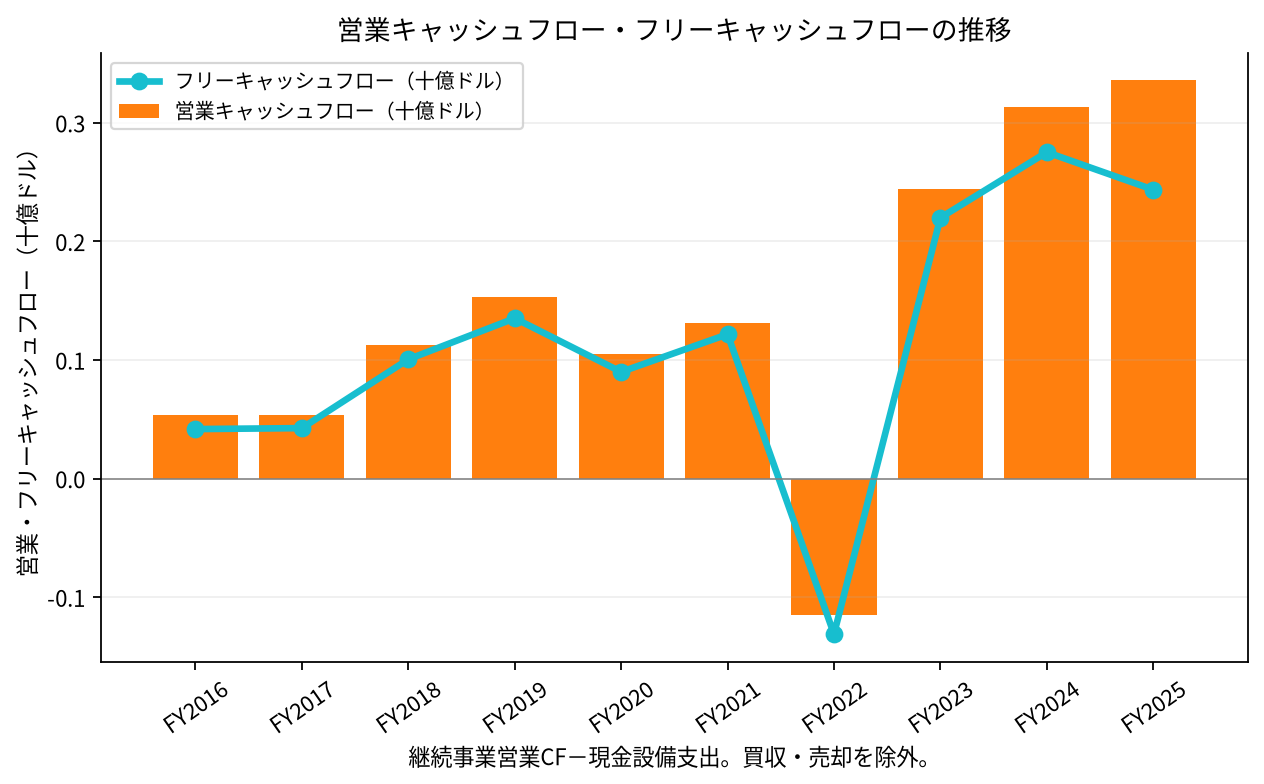 営業キャッシュフロー・フリーキャッシュフローの推移
フリーキャッシュフロー（十億ドル）
営業キャッシュフロー（十億ドル）
営業・フリーキャッシュフロー（十億ドル）
0.3
0.2
0.1
0.0
-0.1
FY2016
FY2017
FY2018
FY2019
FY2020
FY2021
FY2022
FY2023
FY2024
FY2025
継続事業営業CF－現金設備支出。買収・売却を除外。